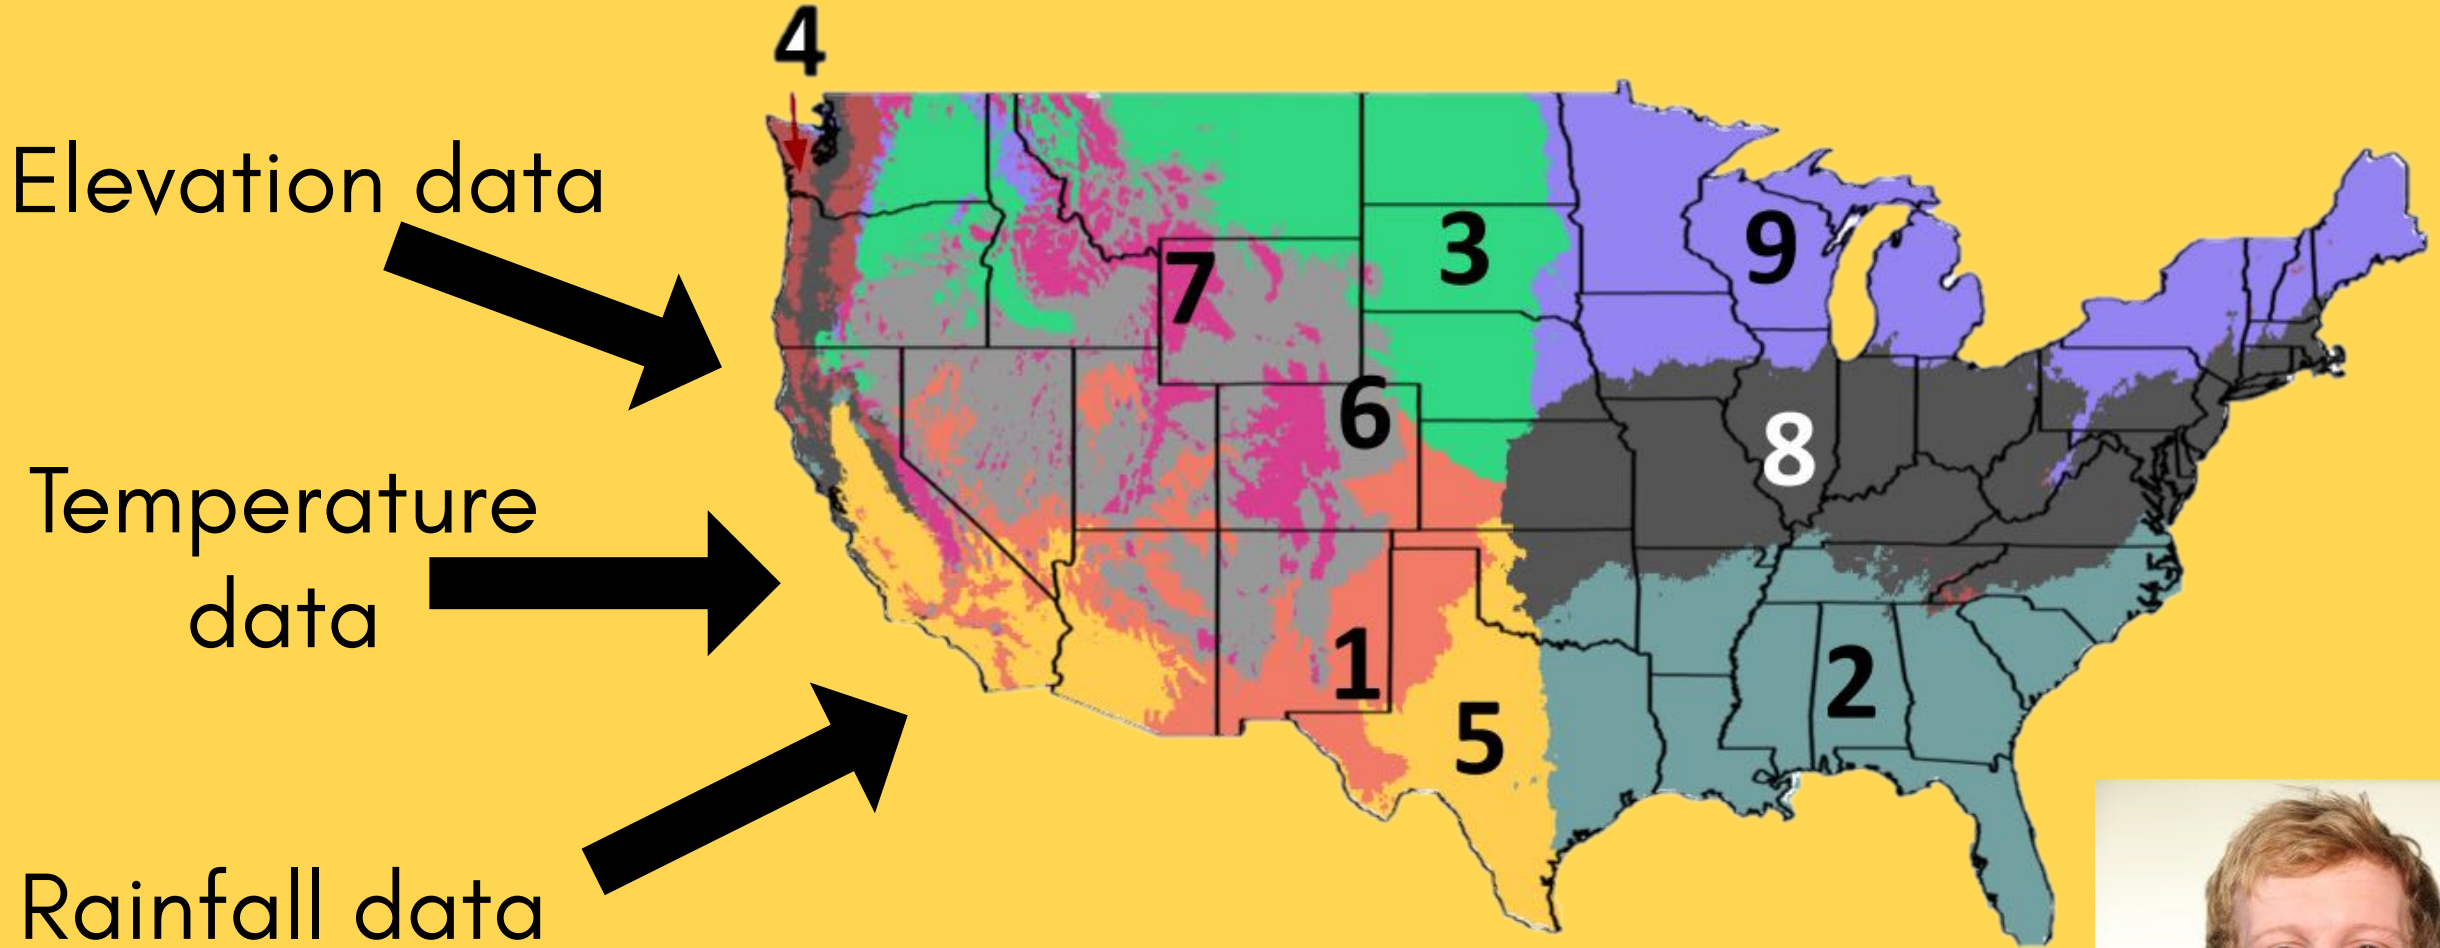 4
Elevation data
Temperature
data
Rainfall data
7
3
9
6
8
1
5
2